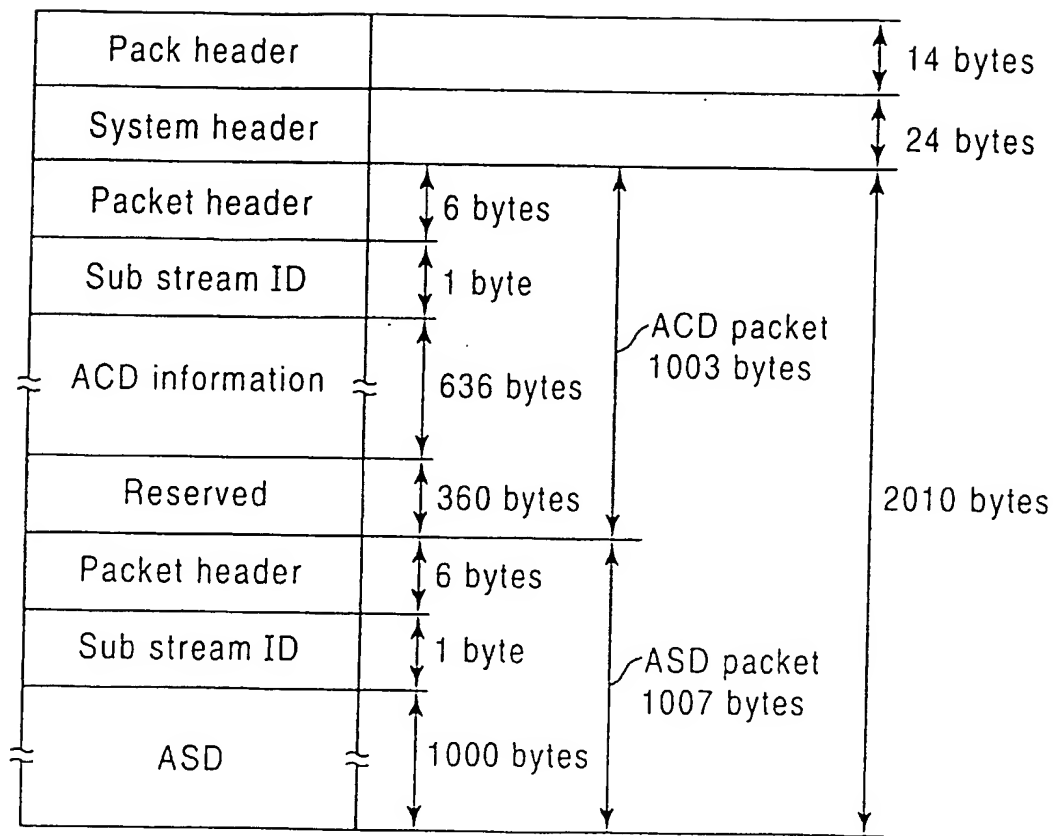 Pack header
14 bytes
System header
24 bytes
Packet header
6 bytes
Sub stream ID
1 byte
ACD information
636 bytes
ACD packet
1003 bytes
Reserved
360 bytes
2010 bytes
Packet header
6 bytes
Sub stream ID
1 byte
ASD packet
1007 bytes
ASD
1000 bytes